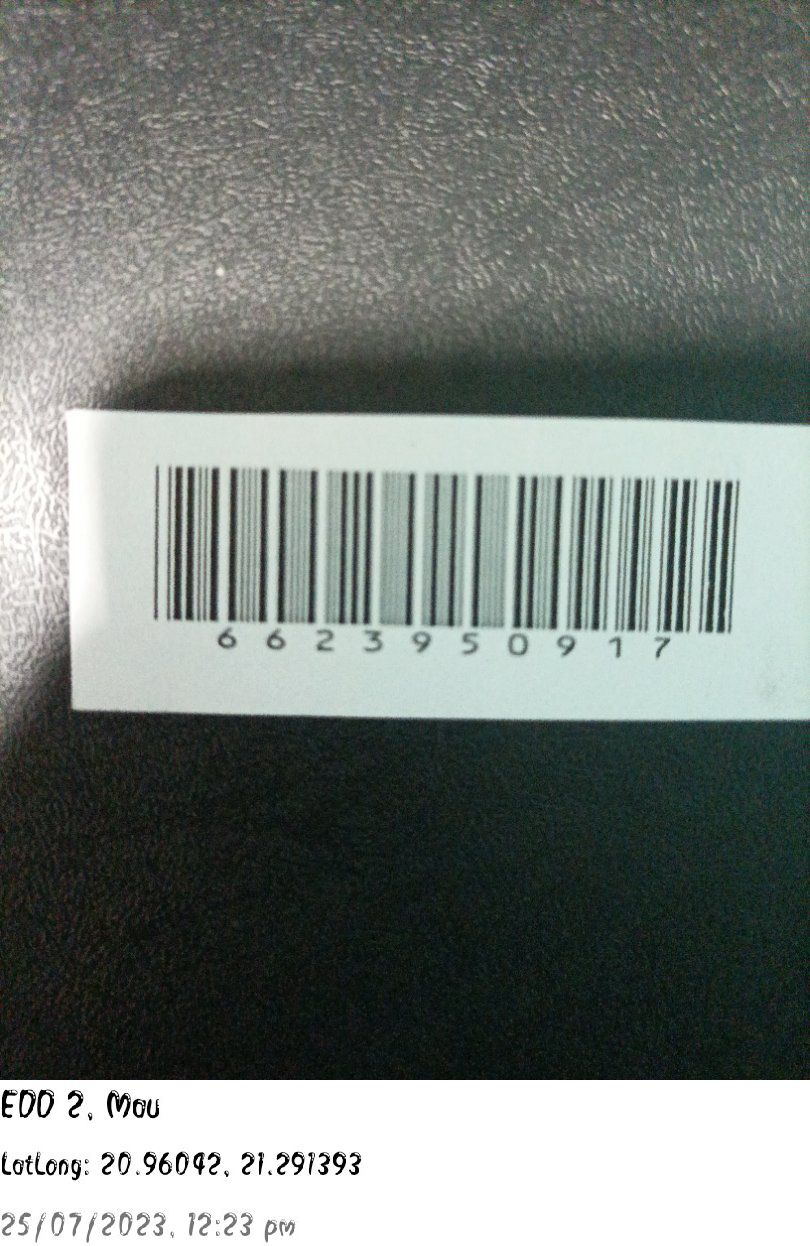 6623950917
EDD 2, Mou
LatLong: 20.96042, 21.291393
25/07/2023, 12:23 pm